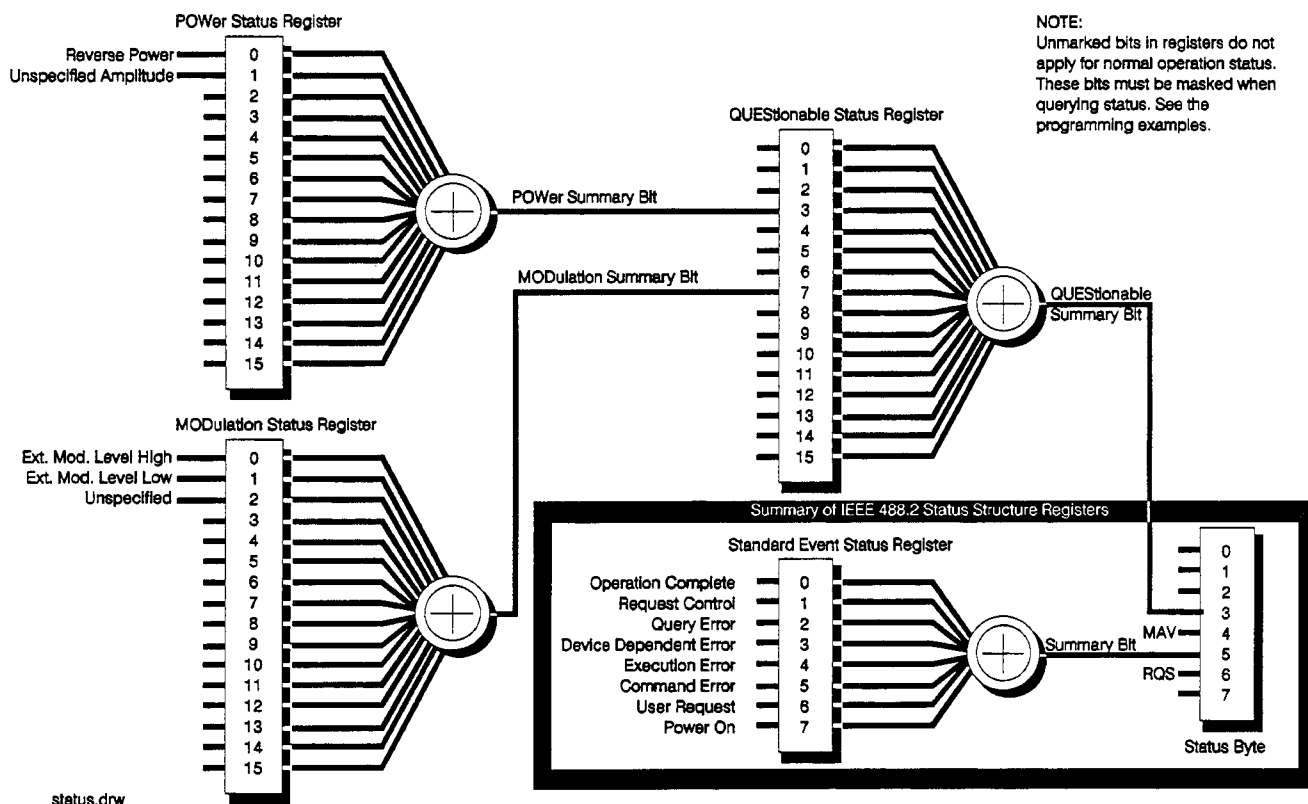 POWer Status Register
Reverse Power
Unspecified Amplitude
0
1
2
3
4
5
6
7
8
9
10
11
12
13
14
15
POWer Summary Bit
MODulation Status Register
Ext. Mod. Level High
Ext. Mod. Level Low
Unspecified
0
1
2
3
4
5
6
7
8
9
10
11
12
13
14
15
MODulation Summary Bit
NOTE:
Unmarked bits in registers do not
apply for normal operation status.
These bits must be masked when
querying status. See the
programming examples.
QUEStionable Status Register
0
1
2
3
4
5
6
7
8
9
10
11
12
13
14
15
QUEStionable
Summary Bit
Summary of IEEE 488.2 Status Structure Registers
Standard Event Status Register
Operation Complete
Request Control
Query Error
Device Dependent Error
Execution Error
Command Error
User Request
Power On
0
1
2
3
4
5
6
7
Summary Bit
MAV
RQS
0
1
2
3
4
5
6
7
Status Byte
status.drw